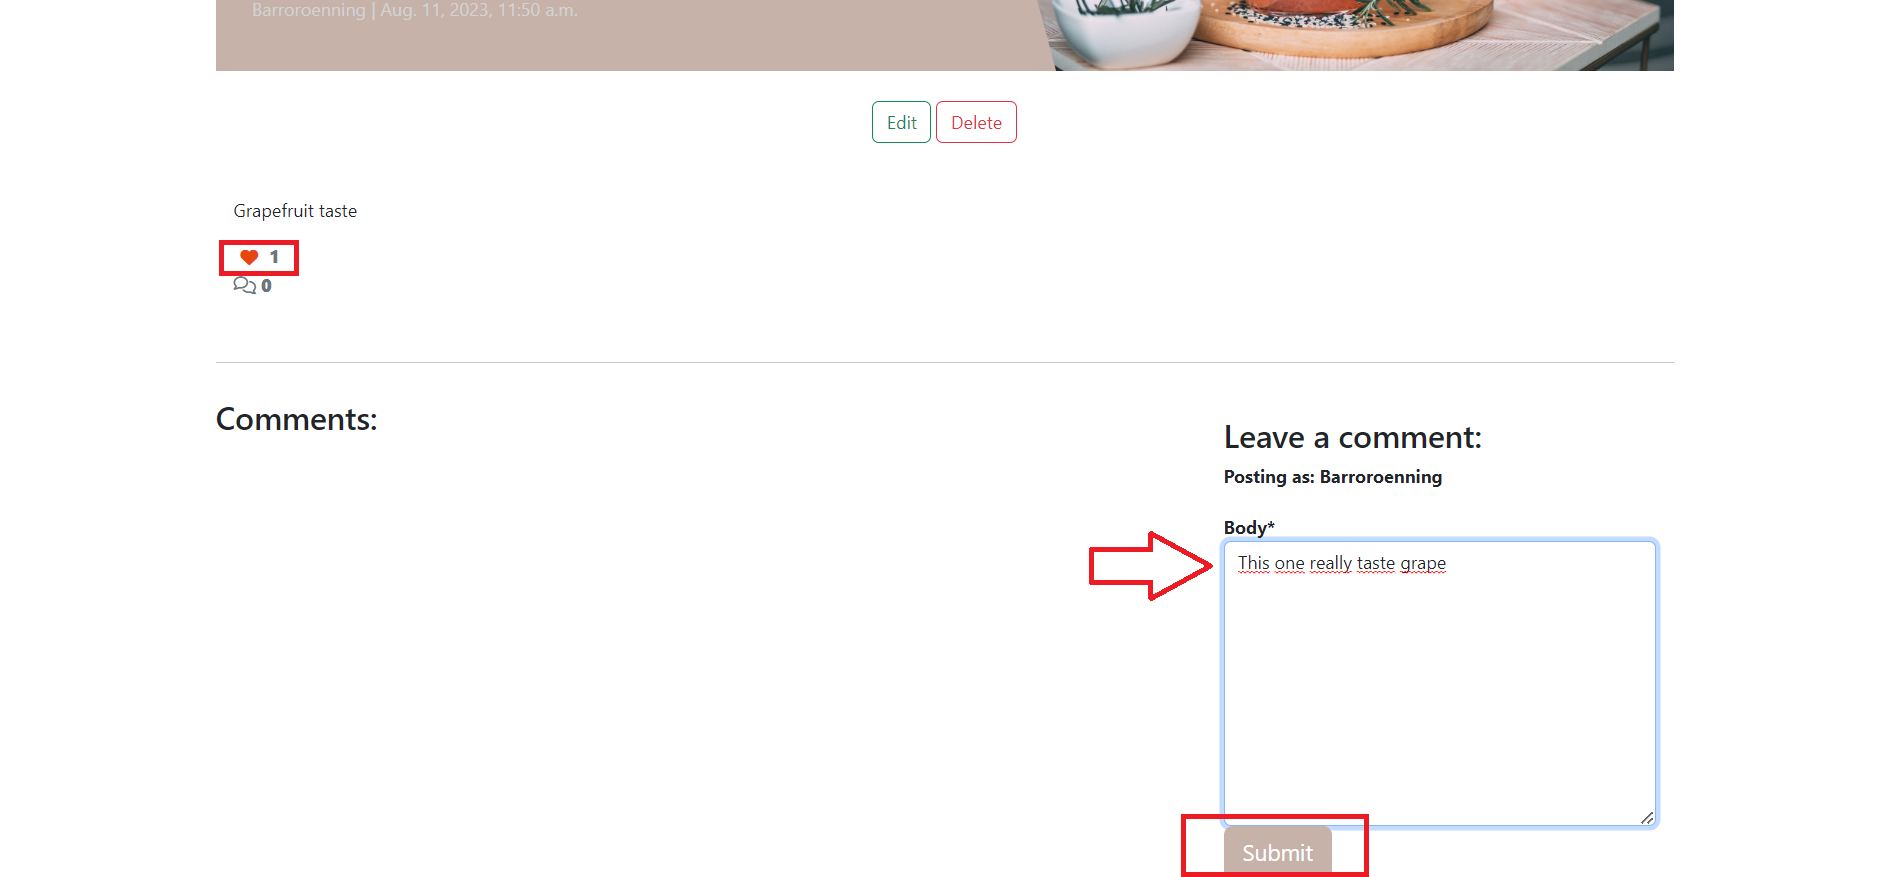 Barroroenning | Aug. 11, 2023, 11:50 a.m.
Edit Delete
Grapefruit taste
1
0
Comments:
Leave a comment:
Posting as: Barroroenning
Body*
This one really taste grape
Submit